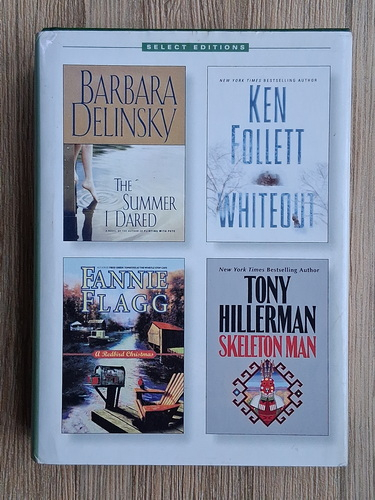 SELECT EDITIONS
BARBARA
DELINSKY
THE
SUMMER
I DARED
NEW YORK TIMES BESTSELLING AUTHOR
KEN
FOLLETT
WHITEOUT
FANNIE
FLAGG
A Redbird Christmas
New York Times Bestselling Author
TONY
HILLERMAN
SKELETON MAN